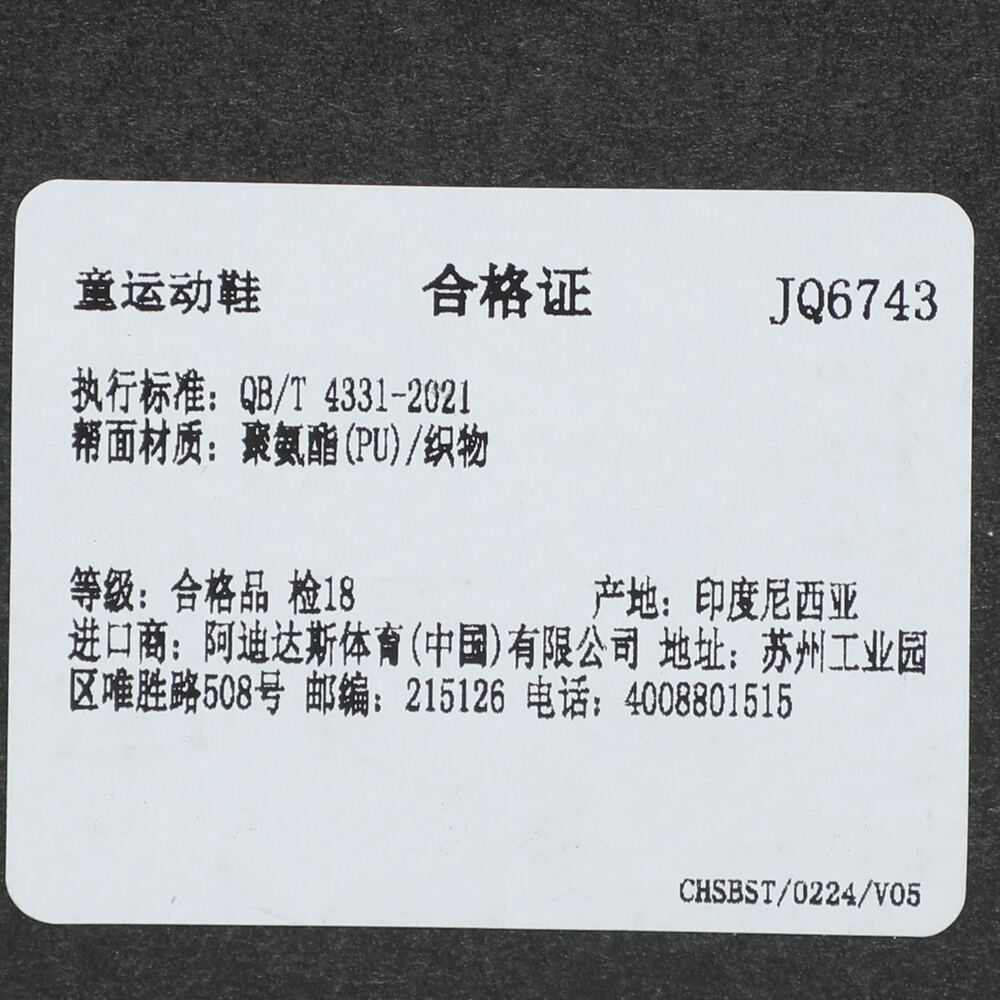 童运动鞋 合格证 JQ6743
执行标准: QB/T 4331-2021
帮面材质: 聚氨酯(PU)/织物
等级: 合格品 检18 产地: 印度尼西亚
进口商: 阿迪达斯体育(中国)有限公司 地址: 苏州工业园
区唯胜路508号 邮编: 215126 电话: 4008801515
CHSBST/0224/V05